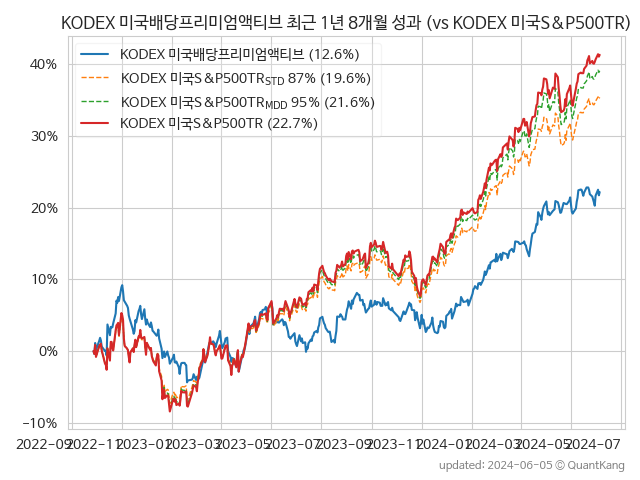 KODEX 미국배당프리미엄액티브 최근 1년 8개월 성과 (vs KODEX 미국S&P500TR)
KODEX 미국배당프리미엄액티브 (12.6%)
KODEX 미국S&P500TR STD 87% (19.6%)
KODEX 미국S&P500TR MDD 95% (21.6%)
KODEX 미국S&P500TR (22.7%)
40%
30%
20%
10%
0%
−10%
2022-09 2022-11 2023-01 2023-03 2023-05 2023-07 2023-09 2023-11 2024-01 2024-03 2024-05 2024-07
updated: 2024-06-05 © QuantKang